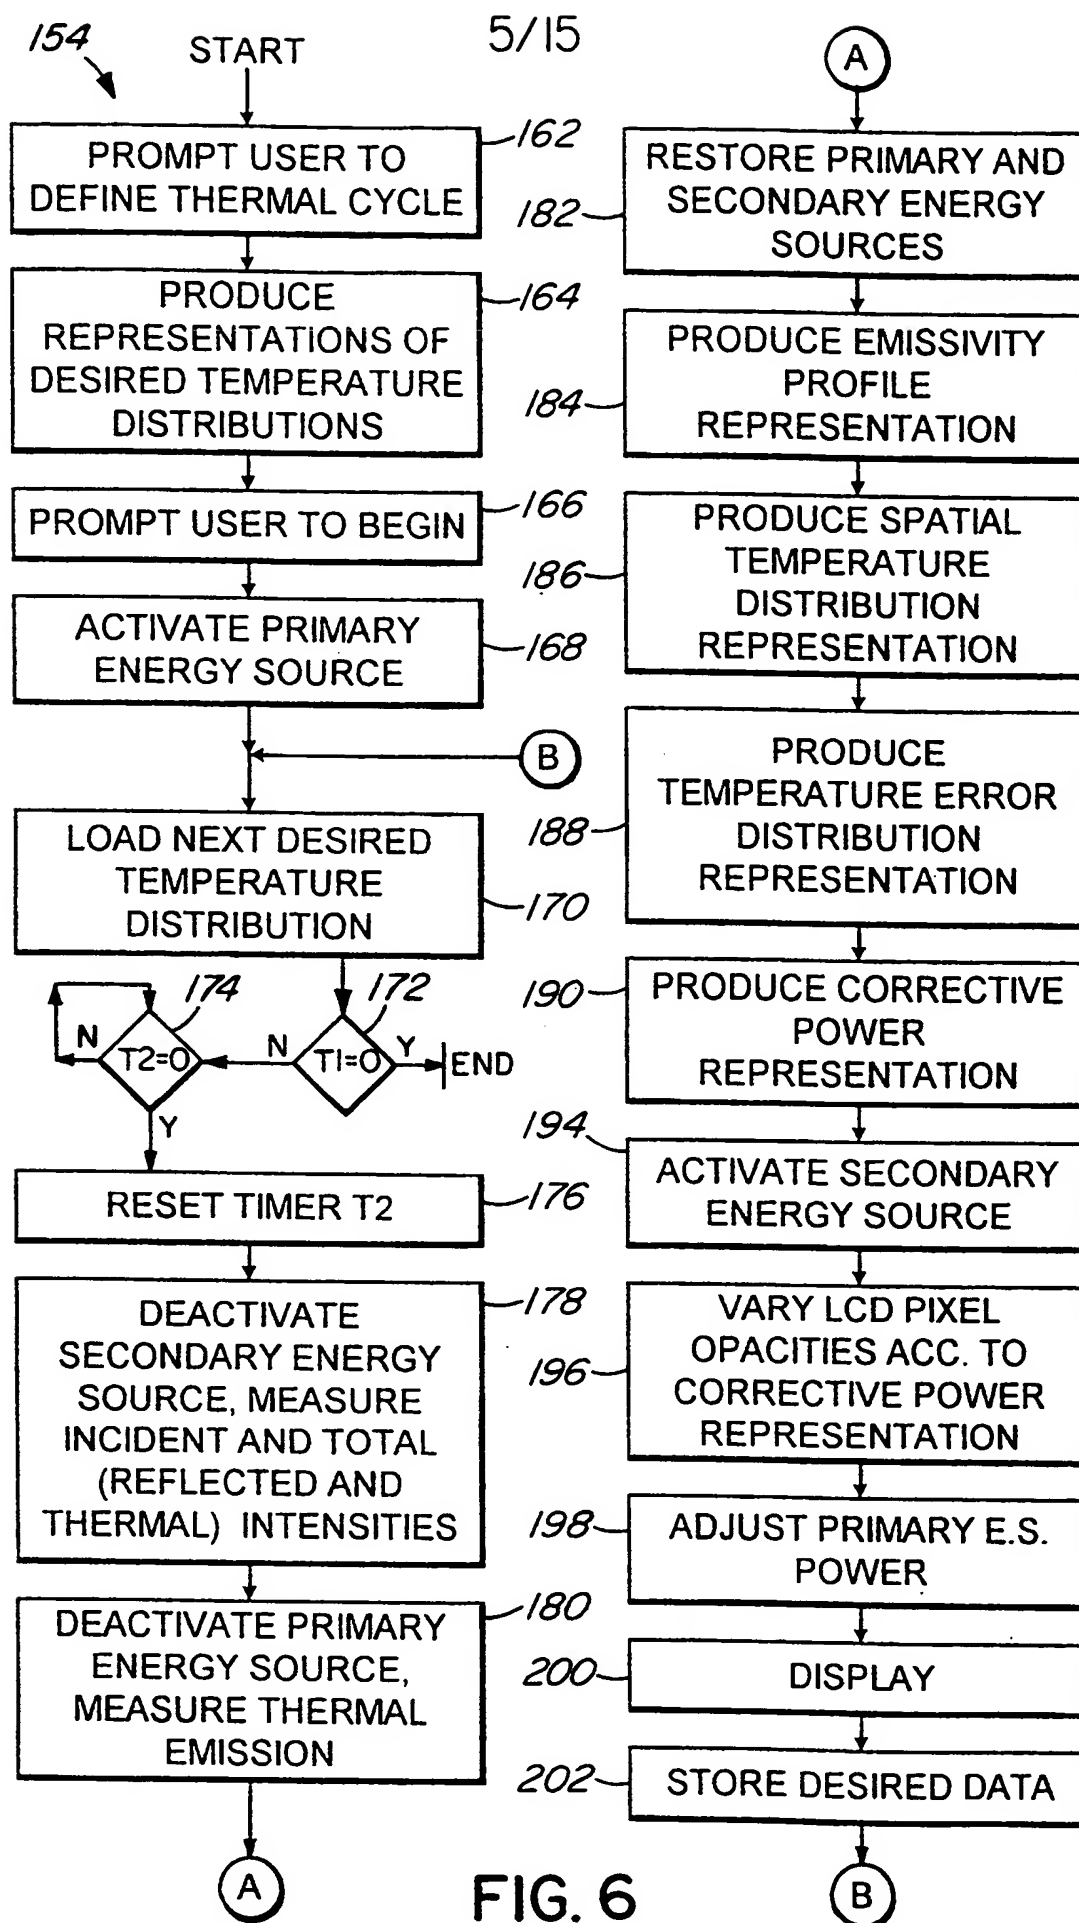 5/15
154
START
PROMPT USER TO
DEFINE THERMAL CYCLE
162
PRODUCE
REPRESENTATIONS OF
DESIRED TEMPERATURE
DISTRIBUTIONS
164
PROMPT USER TO BEGIN
166
ACTIVATE PRIMARY
ENERGY SOURCE
168
B
LOAD NEXT DESIRED
TEMPERATURE
DISTRIBUTION
170
174
172
N
T2=0
N
T1=0
Y
END
Y
RESET TIMER T2
176
DEACTIVATE
SECONDARY ENERGY
SOURCE, MEASURE
INCIDENT AND TOTAL
(REFLECTED AND
THERMAL) INTENSITIES
178
DEACTIVATE PRIMARY
ENERGY SOURCE,
MEASURE THERMAL
EMISSION
180
A
A
RESTORE PRIMARY AND
SECONDARY ENERGY
SOURCES
182
PRODUCE EMISSIVITY
PROFILE
REPRESENTATION
184
PRODUCE SPATIAL
TEMPERATURE
DISTRIBUTION
REPRESENTATION
186
PRODUCE
TEMPERATURE ERROR
DISTRIBUTION
REPRESENTATION
188
PRODUCE CORRECTIVE
POWER
REPRESENTATION
190
194
ACTIVATE SECONDARY
ENERGY SOURCE
VARY LCD PIXEL
OPACITIES ACC. TO
CORRECTIVE POWER
REPRESENTATION
196
ADJUST PRIMARY E.S.
POWER
198
DISPLAY
200
STORE DESIRED DATA
202
B
FIG. 6